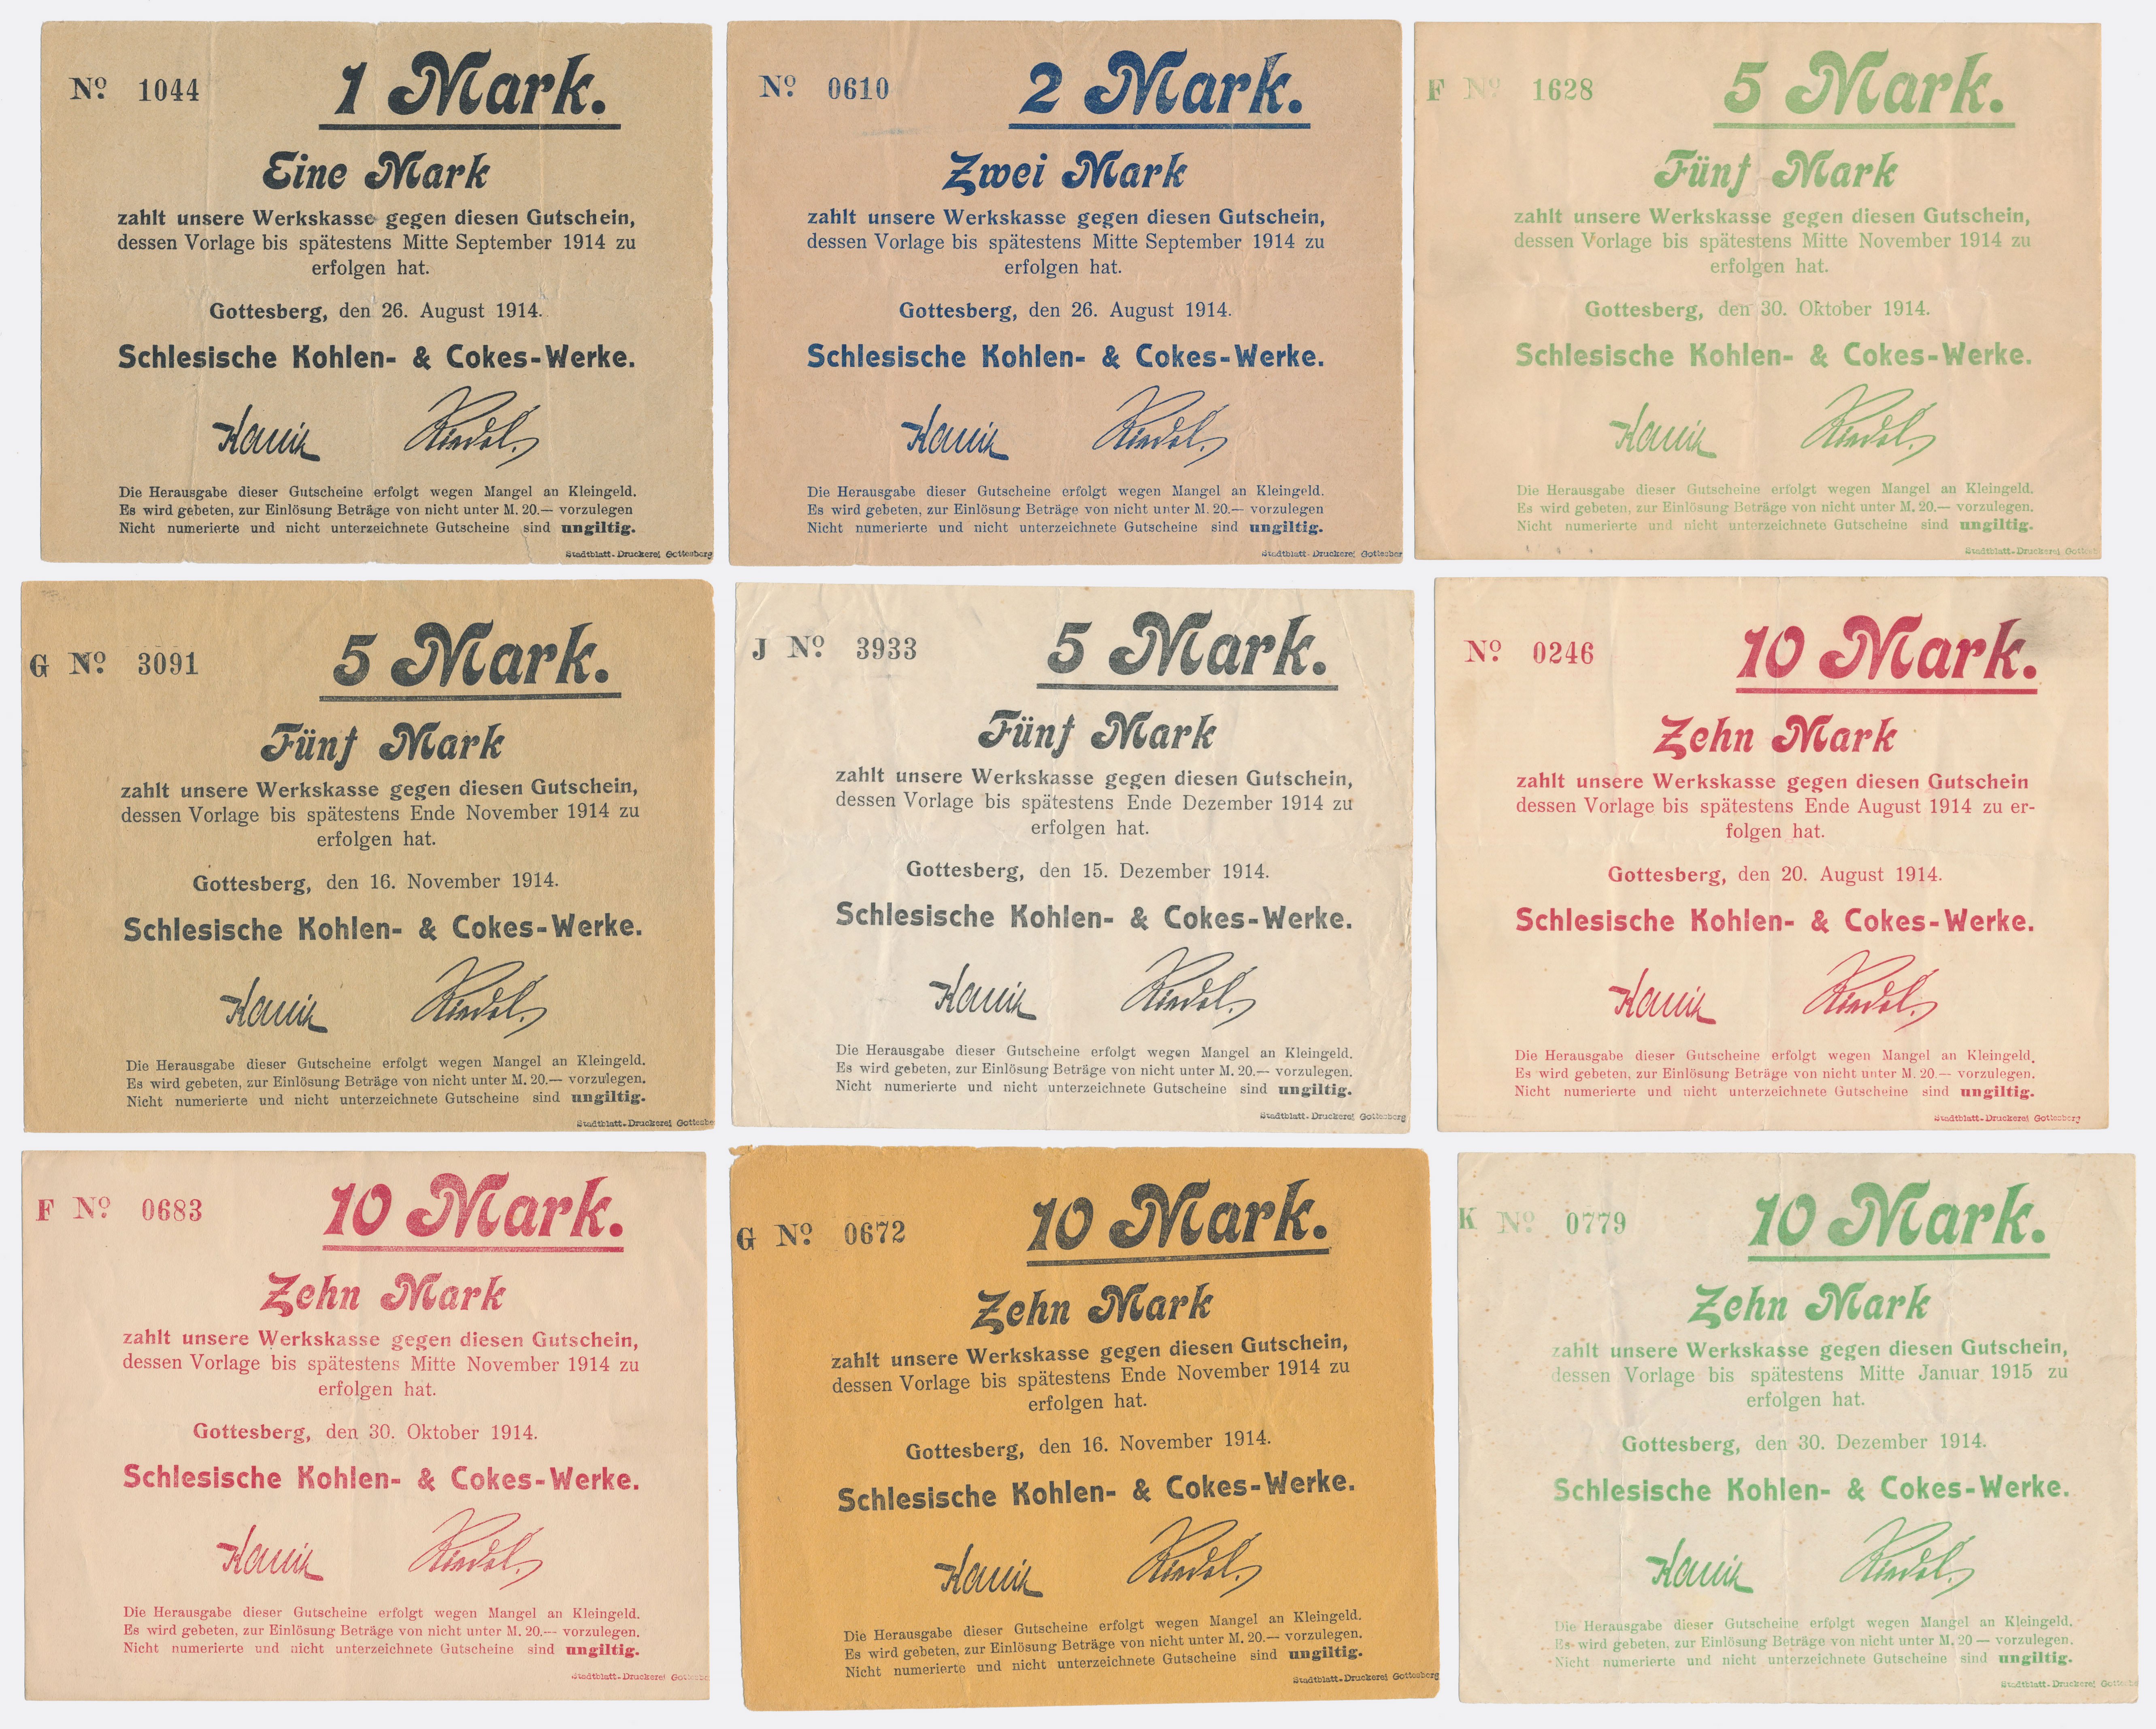 Nº 1044
1 Mark.
Eine Mark
zahlt unsere Werkskasse gegen diesen Gutschein,
dessen Vorlage bis spätestens Mitte September 1914 zu
erfolgen hat.
Gottesberg, den 26. August 1914.
Schlesische Kohlen- & Cokes-Werke.
Riedel.
Die Herausgabe dieser Gutscheine erfolgt wegen Mangel an Kleingeld.
Es wird gebeten, zur Einlösung Beträge von nicht unter M. 20.— vorzulegen
Nicht numerierte und nicht unterzeichnete Gutscheine sind ungiltig.
Stadtblatt-Druckerei Gottesberg
Nº 0610
2 Mark.
Zwei Mark
zahlt unsere Werkskasse gegen diesen Gutschein,
dessen Vorlage bis spätestens Mitte September 1914 zu
erfolgen hat.
Gottesberg, den 26. August 1914.
Schlesische Kohlen- & Cokes-Werke.
Riedel.
Die Herausgabe dieser Gutscheine erfolgt wegen Mangel an Kleingeld.
Es wird gebeten, zur Einlösung Beträge von nicht unter M. 20.— vorzulegen
Nicht numerierte und nicht unterzeichnete Gutscheine sind ungiltig.
Stadtblatt-Druckerei Gottesber
F Nº 1628
5 Mark.
Fünf Mark
zahlt unsere Werkskasse gegen diesen Gutschein,
dessen Vorlage bis spätestens Mitte November 1914 zu
erfolgen hat.
Gottesberg, den 30. Oktober 1914.
Schlesische Kohlen- & Cokes-Werke.
Riedel.
Die Herausgabe dieser Gutscheine erfolgt wegen Mangel an Kleingeld.
Es wird gebeten, zur Einlösung Beträge von nicht unter M. 20.— vorzulegen.
Nicht numerierte und nicht unterzeichnete Gutscheine sind ungiltig.
Stadtblatt-Druckerei
G Nº 3091
5 Mark.
Fünf Mark
zahlt unsere Werkskasse gegen diesen Gutschein,
dessen Vorlage bis spätestens Ende November 1914 zu
erfolgen hat.
Gottesberg, den 16. November 1914.
Schlesische Kohlen- & Cokes-Werke.
Riedel.
Die Herausgabe dieser Gutscheine erfolgt wegen Mangel an Kleingeld.
Es wird gebeten, zur Einlösung Beträge von nicht unter M. 20.— vorzulegen.
Nicht numerierte und nicht unterzeichnete Gutscheine sind ungiltig.
Stadtblatt-Druckerei Gottesbe
J Nº 3933
5 Mark.
Fünf Mark
zahlt unsere Werkskasse gegen diesen Gutschein,
dessen Vorlage bis spätestens Ende Dezember 1914 zu
erfolgen hat.
Gottesberg, den 15. Dezember 1914.
Schlesische Kohlen- & Cokes-Werke.
Riedel.
Die Herausgabe dieser Gutscheine erfolgt wegen Mangel an Kleingeld.
Es wird gebeten, zur Einlösung Beträge von nicht unter M. 20.— vorzulegen.
Nicht numerierte und nicht unterzeichnete Gutscheine sind ungiltig.
Stadtblatt-Druckerei Gottesberg
Nº 0246
10 Mark.
Zehn Mark
zahlt unsere Werkskasse gegen diesen Gutschein
dessen Vorlage bis spätestens Ende August 1914 zu er-
folgen hat.
Gottesberg, den 20. August 1914.
Schlesische Kohlen- & Cokes-Werke.
Riedel.
Die Herausgabe dieser Gutscheine erfolgt wegen Mangel an Kleingeld.
Es wird gebeten, zur Einlösung Beträge von nicht unter M. 20.— vorzulegen.
Nicht numerierte und nicht unterzeichnete Gutscheine sind ungiltig.
Stadtblatt-Druckerei Gottesberg
F Nº 0683
10 Mark.
Zehn Mark
zahlt unsere Werkskasse gegen diesen Gutschein,
dessen Vorlage bis spätestens Mitte November 1914 zu
erfolgen hat.
Gottesberg, den 30. Oktober 1914.
Schlesische Kohlen- & Cokes-Werke.
Riedel.
Die Herausgabe dieser Gutscheine erfolgt wegen Mangel an Kleingeld.
Es wird gebeten, zur Einlösung Beträge von nicht unter M. 20.— vorzulegen.
Nicht numerierte und nicht unterzeichnete Gutscheine sind ungiltig.
Stadtblatt-Druckerei
G Nº 0672
10 Mark.
Zehn Mark
zahlt unsere Werkskasse gegen diesen Gutschein,
dessen Vorlage bis spätestens Ende November 1914 zu
erfolgen hat.
Gottesberg, den 16. November 1914.
Schlesische Kohlen- & Cokes-Werke.
Riedel.
Die Herausgabe dieser Gutscheine erfolgt wegen Mangel an Kleingeld.
Es wird gebeten, zur Einlösung Beträge von nicht unter M. 20.— vorzulegen.
Nicht numerierte und nicht unterzeichnete Gutscheine sind ungiltig.
Stadtblatt-Druckerei Gottesberg
K Nº 0779
10 Mark.
Zehn Mark
zahlt unsere Werkskasse gegen diesen Gutschein,
dessen Vorlage bis spätestens Mitte Januar 1915 zu
erfolgen hat.
Gottesberg, den 30. Dezember 1914.
Schlesische Kohlen- & Cokes-Werke.
Riedel.
Die Herausgabe dieser Gutscheine erfolgt wegen Mangel an Kleingeld.
Es wird gebeten, zur Einlösung Beträge von nicht unter M. 20 — vorzulegen.
Nicht numerierte und nicht unterzeichnete Gutscheine sind ungiltig.
Stadtblatt-Druckerei